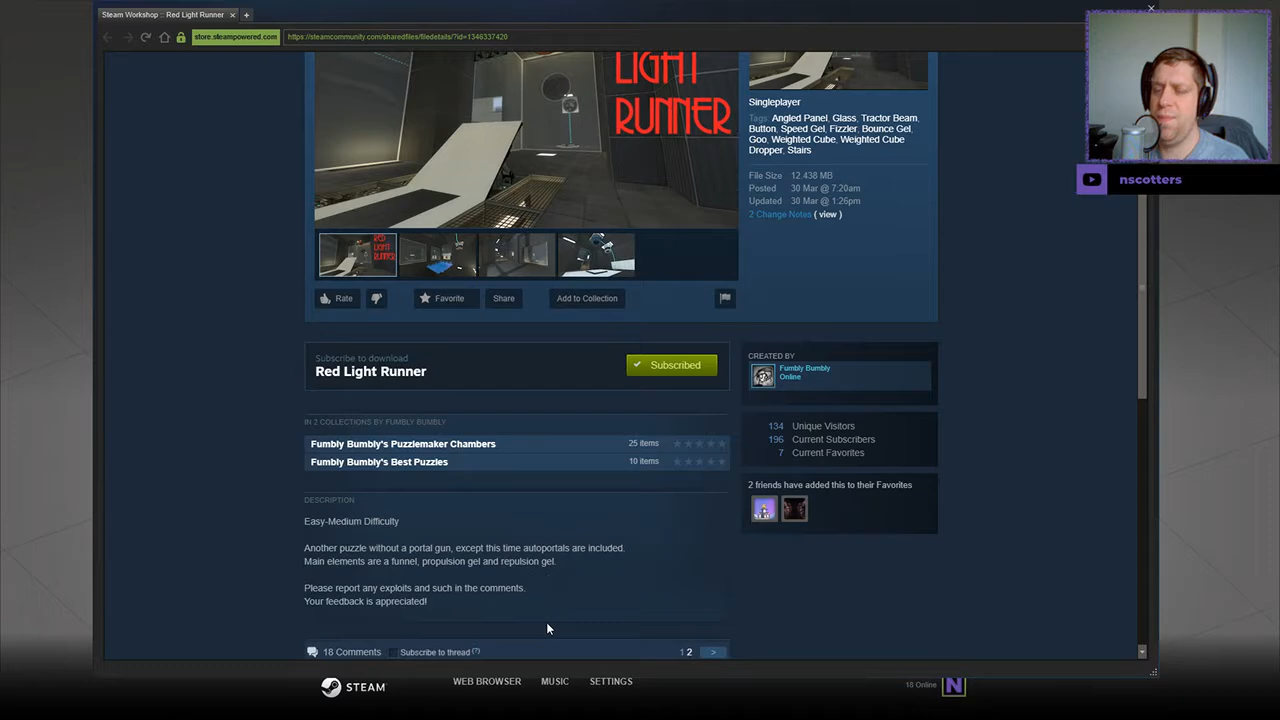 Steam Workshop :: Red Light Runner
store.steampowered.com
https://steamcommunity.com/sharedfiles/filedetails/?id=1346337420
LIGHT
RUNNER
Singleplayer
Tags: Angled Panel, Glass, Tractor Beam,
Button, Speed Gel, Fizzler, Bounce Gel,
Goo, Weighted Cube, Weighted Cube
Dropper, Stairs
File Size 12.438 MB
Posted 30 Mar @ 7:20am
Updated 30 Mar @ 1:26pm
2 Change Notes ( view )
nscotters
RED
LIGHT
RUNNER
Rate
Favorite
Share
Add to Collection
Subscribe to download
Red Light Runner
Subscribed
CREATED BY
Fumbly Bumbly
Online
IN 2 COLLECTIONS BY FUMBLY BUMBLY
Fumbly Bumbly's Puzzlemaker Chambers 25 items
Fumbly Bumbly's Best Puzzles 10 items
134 Unique Visitors
196 Current Subscribers
7 Current Favorites
2 friends have added this to their Favorites
DESCRIPTION
Easy-Medium Difficulty
Another puzzle without a portal gun, except this time autoportals are included.
Main elements are a funnel, propulsion gel and repulsion gel.
Please report any exploits and such in the comments.
Your feedback is appreciated!
18 Comments Subscribe to thread (?) 1 2 >
STEAM WEB BROWSER MUSIC SETTINGS 18 Online N